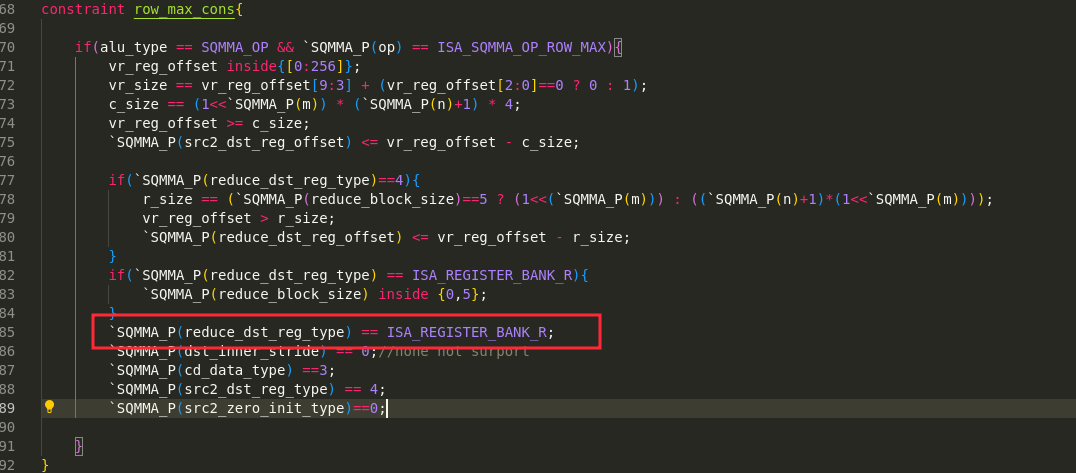 68 constraint row_max_cons{
69
70 if(alu_type == SQMMA_OP && `SQMMA_P(op) == ISA_SQMMA_OP_ROW_MAX){
71 vr_reg_offset inside{[0:256]};
72 vr_size == vr_reg_offset[9:3] + (vr_reg_offset[2:0]==0 ? 0 : 1);
73 c_size == (1<<`SQMMA_P(m)) * (`SQMMA_P(n)+1) * 4;
74 vr_reg_offset >= c_size;
75 `SQMMA_P(src2_dst_reg_offset) <= vr_reg_offset - c_size;
76
77 if(`SQMMA_P(reduce_dst_reg_type)==4){
78 r_size == (`SQMMA_P(reduce_block_size)==5 ? (1<<(`SQMMA_P(m))) : ((`SQMMA_P(n)+1)*(1<<`SQMMA_P(m))));
79 vr_reg_offset > r_size;
80 `SQMMA_P(reduce_dst_reg_offset) <= vr_reg_offset - r_size;
81 }
82 if(`SQMMA_P(reduce_dst_reg_type) == ISA_REGISTER_BANK_R){
83 `SQMMA_P(reduce_block_size) inside {0,5};
84 }
85 `SQMMA_P(reduce_dst_reg_type) == ISA_REGISTER_BANK_R;
86 `SQMMA_P(dst_inner_stride) == 0;//none not surport
87 `SQMMA_P(cd_data_type) ==3;
88 `SQMMA_P(src2_dst_reg_type) == 4;
89 `SQMMA_P(src2_zero_init_type)==0;
90
91 }
92 }